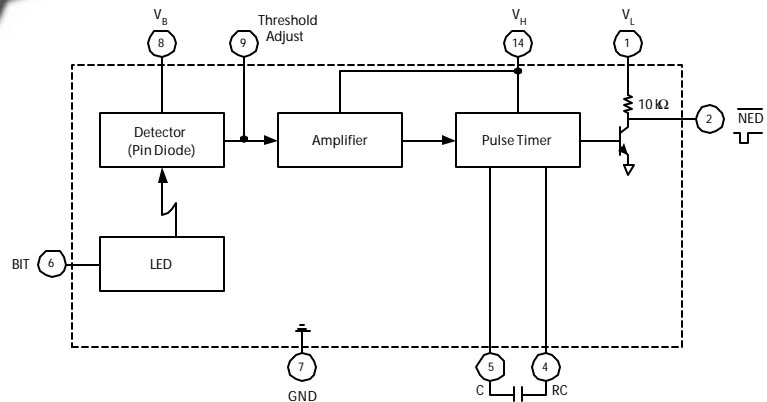 V_B
Threshold
Adjust
V_H
V_L
8
9
14
1
10 kΩ
Detector
(Pin Diode)
Amplifier
Pulse Timer
2
NED
BIT
6
LED
7
5
4
C
RC
GND